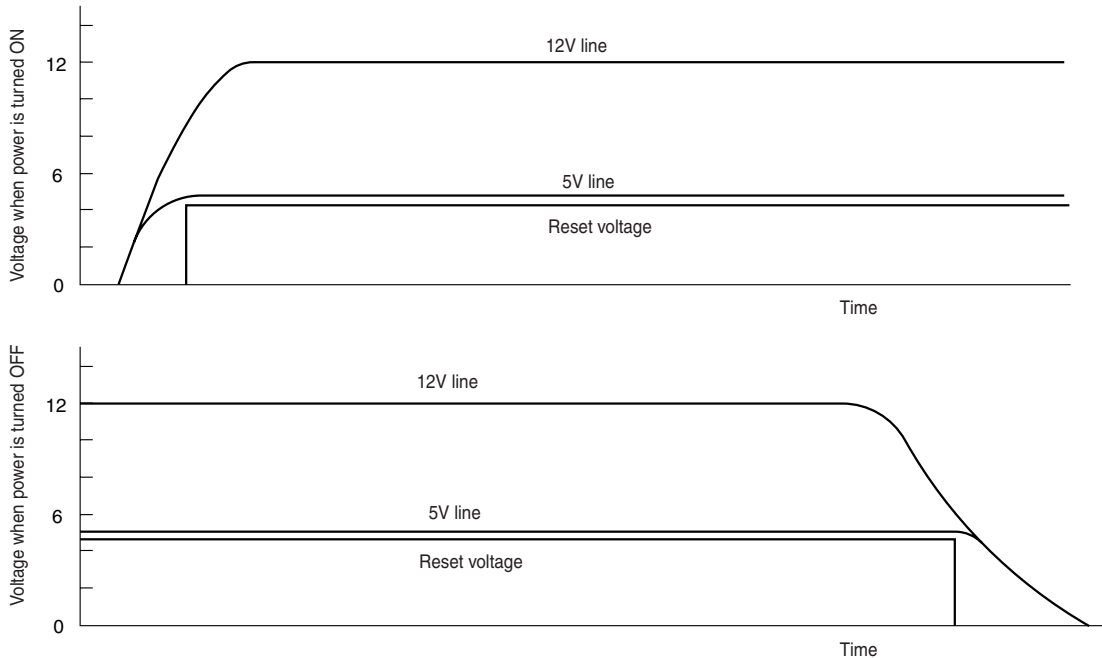 Voltage when power is turned ON
12
6
0
12V line
5V line
Reset voltage
Time
Voltage when power is turned OFF
12
6
0
12V line
5V line
Reset voltage
Time